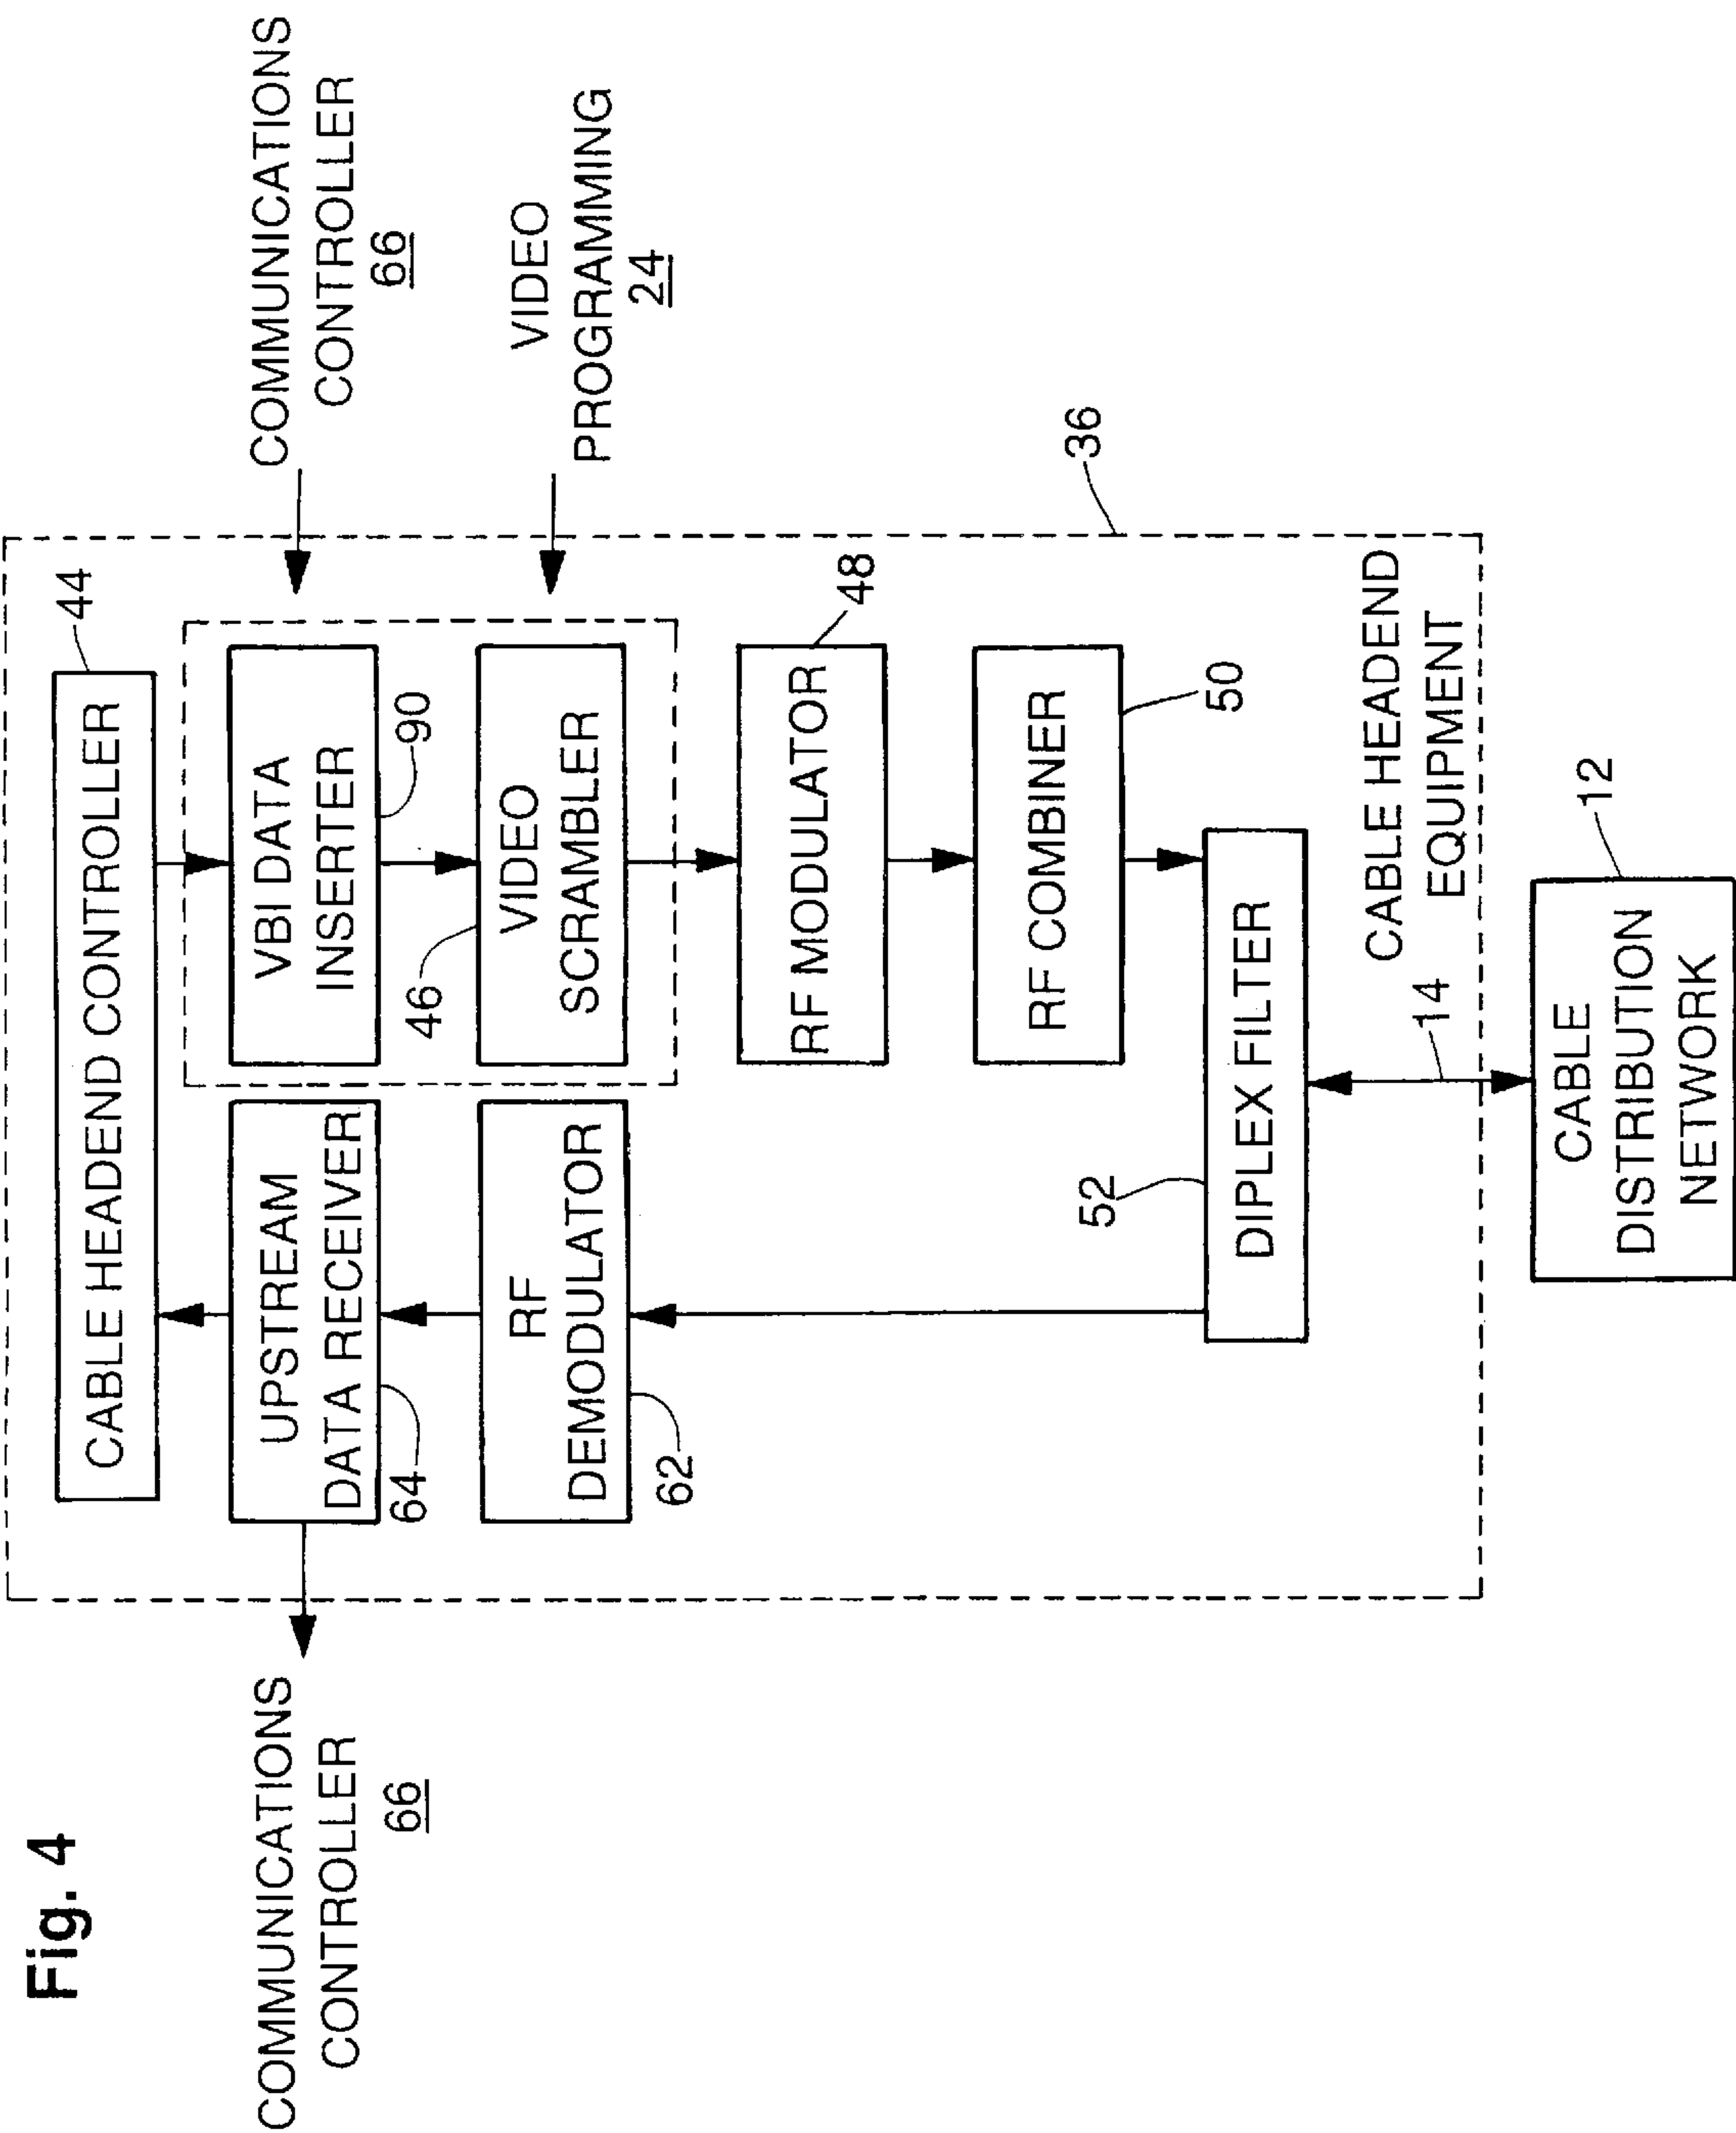 Fig. 4
CABLE HEADEND CONTROLLER
44
COMMUNICATIONS
CONTROLLER
66
UPSTREAM
DATA RECEIVER
64
VBI DATA
INSERTER
90
COMMUNICATIONS
CONTROLLER
66
RF
DEMODULATOR
62
46
VIDEO
SCRAMBLER
VIDEO
PROGRAMMING
24
RF MODULATOR
48
RF COMBINER
50
52
DIPLEX FILTER
36
CABLE HEADEND
EQUIPMENT
14
CABLE
DISTRIBUTION
NETWORK
12